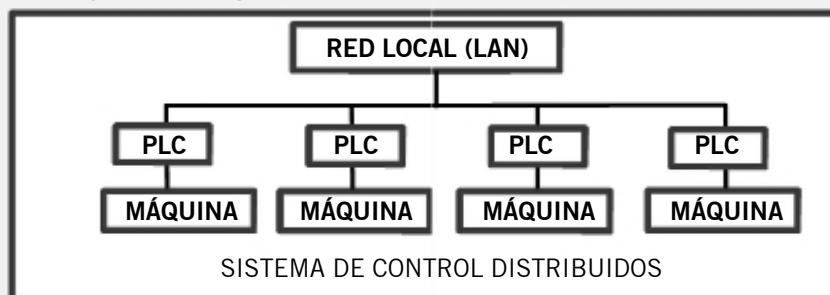 RED LOCAL (LAN)
PLC PLC PLC PLC
MÁQUINA MÁQUINA MÁQUINA MÁQUINA
SISTEMA DE CONTROL DISTRIBUIDOS